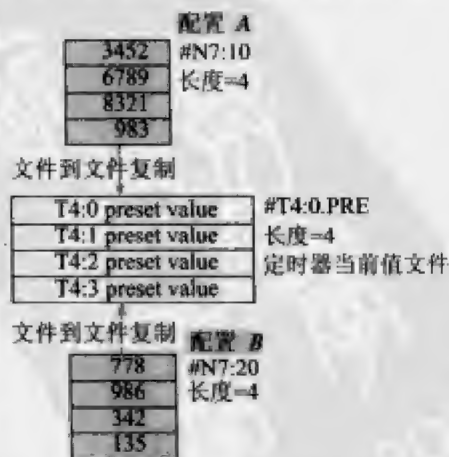 配置 A
3452 #N7:10
6789 长度=4
8321
983
文件到文件复制
T4:0 preset value #T4:0.PRE
T4:1 preset value 长度=4
T4:2 preset value 定时器当前值文件
T4:3 preset value
文件到文件复制 配置 B
778 #N7:20
986 长度=4
342
135